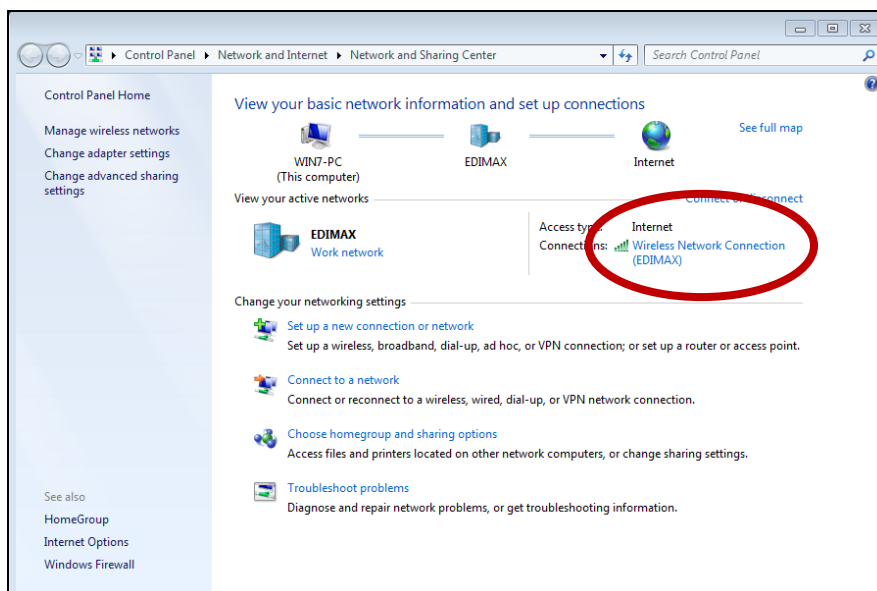 Control Panel Network and Internet Network and Sharing Center Search Control Panel
Control Panel Home
Manage wireless networks
Change adapter settings
Change advanced sharing
settings
See also
HomeGroup
Internet Options
Windows Firewall
View your basic network information and set up connections
See full map
WIN7-PC
(This computer)
EDIMAX
Internet
View your active networks
Connect or disconnect
EDIMAX
Work network
Access type: Internet
Connections: Wireless Network Connection
(EDIMAX)
Change your networking settings
Set up a new connection or network
Set up a wireless, broadband, dial-up, ad hoc, or VPN connection; or set up a router or access point.
Connect to a network
Connect or reconnect to a wireless, wired, dial-up, or VPN network connection.
Choose homegroup and sharing options
Access files and printers located on other network computers, or change sharing settings.
Troubleshoot problems
Diagnose and repair network problems, or get troubleshooting information.